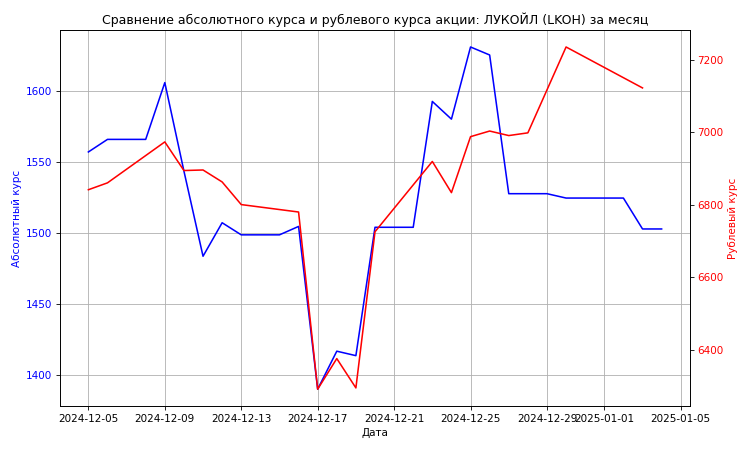 Сравнение абсолютного курса и рублевого курса акции: ЛУКОЙЛ (LKOH) за месяц
Абсолютный курс
1600
1550
1500
1450
1400
7200
7000
6800
6600
6400
Рублевый курс
2024-12-05 2024-12-09 2024-12-13 2024-12-17 2024-12-21 2024-12-25 2024-12-29 2025-01-01 2025-01-05
Дата